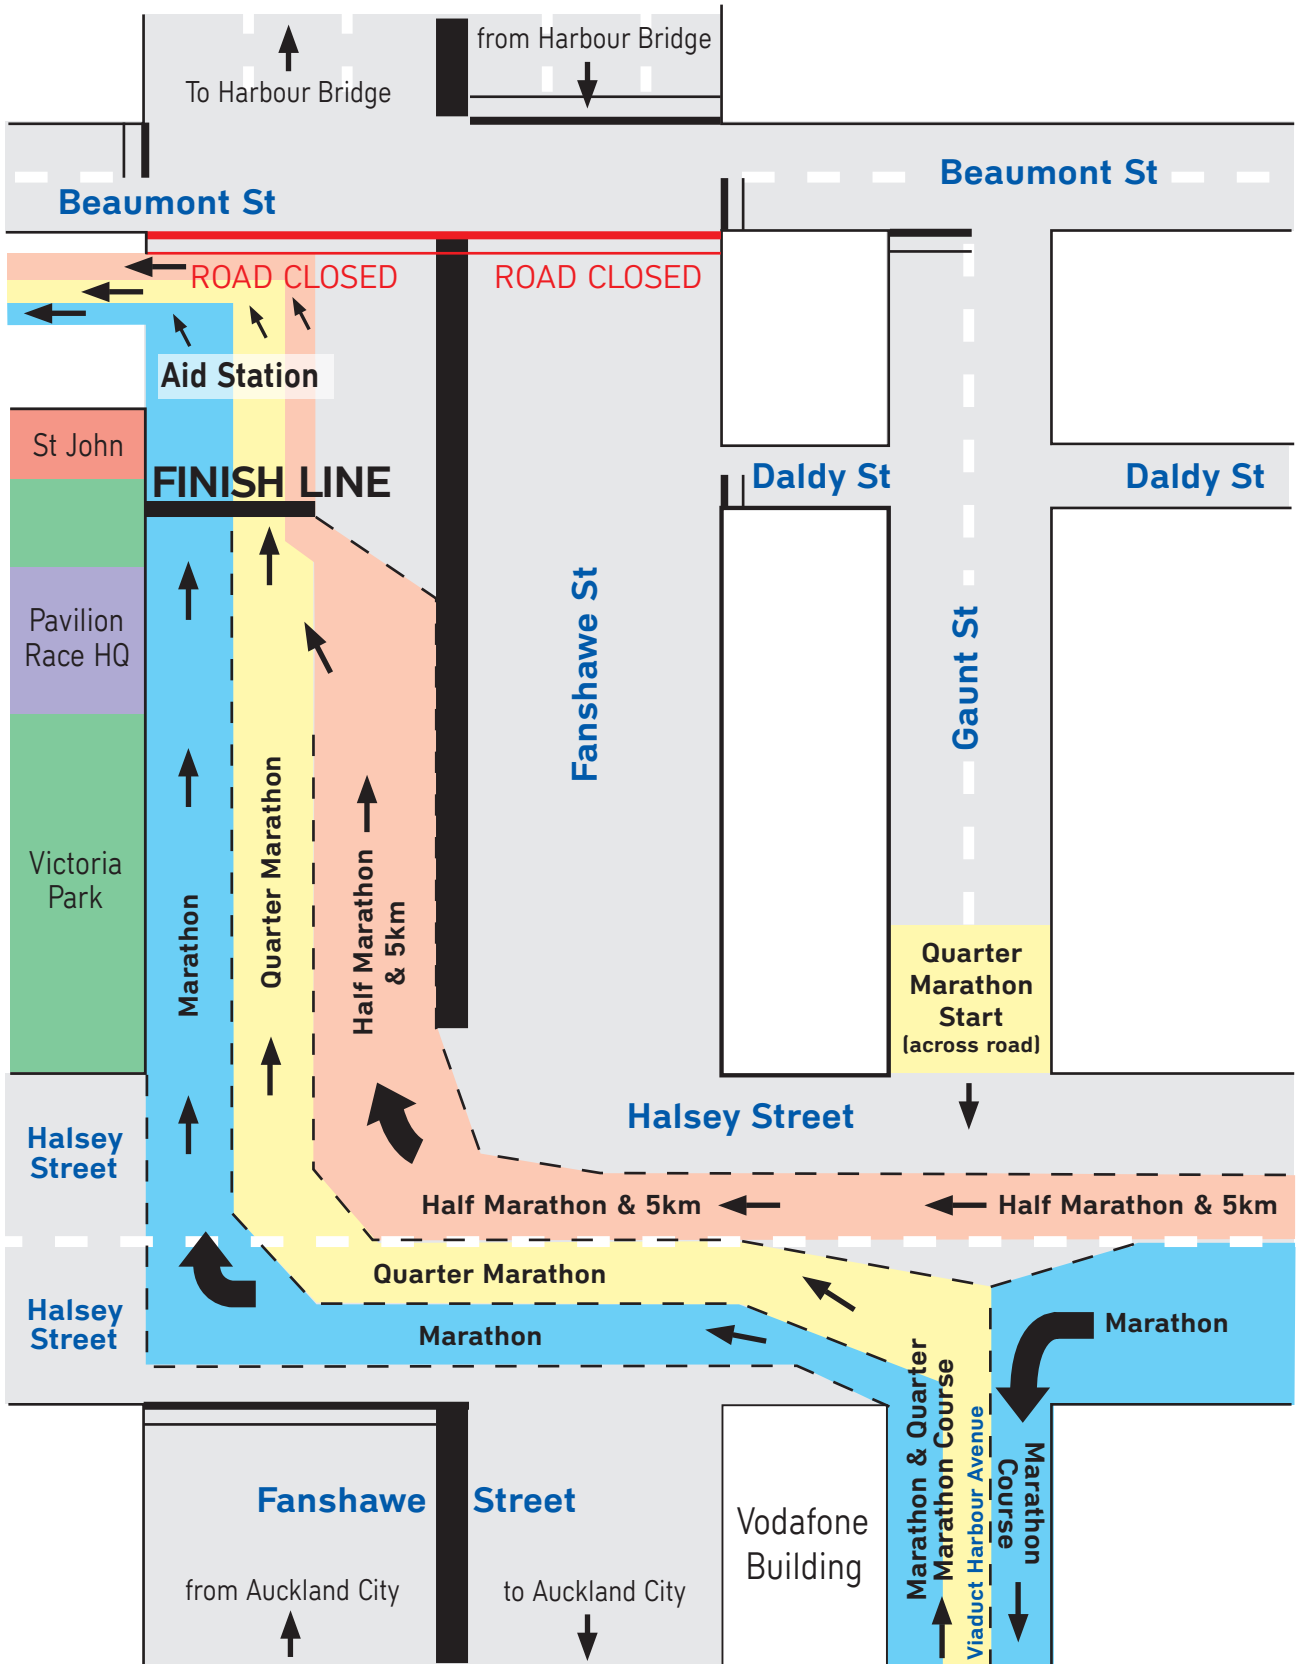 from Harbour Bridge
To Harbour Bridge
Beaumont St
Beaumont St
ROAD CLOSED
ROAD CLOSED
Aid Station
St John
FINISH LINE
Daldy St
Daldy St
Pavilion
Race HQ
Fanshawe St
Gaunt St
Victoria
Park
Marathon
Quarter Marathon
Half Marathon
& 5km
Quarter
Marathon
Start
(across road)
Halsey Street
Halsey
Street
Half Marathon & 5km
Half Marathon & 5km
Quarter Marathon
Halsey
Street
Marathon
Marathon
Marathon & Quarter
Marathon Course
Viaduct Harbour Avenue
Marathon
Course
Fanshawe Street
Vodafone
Building
from Auckland City
to Auckland City